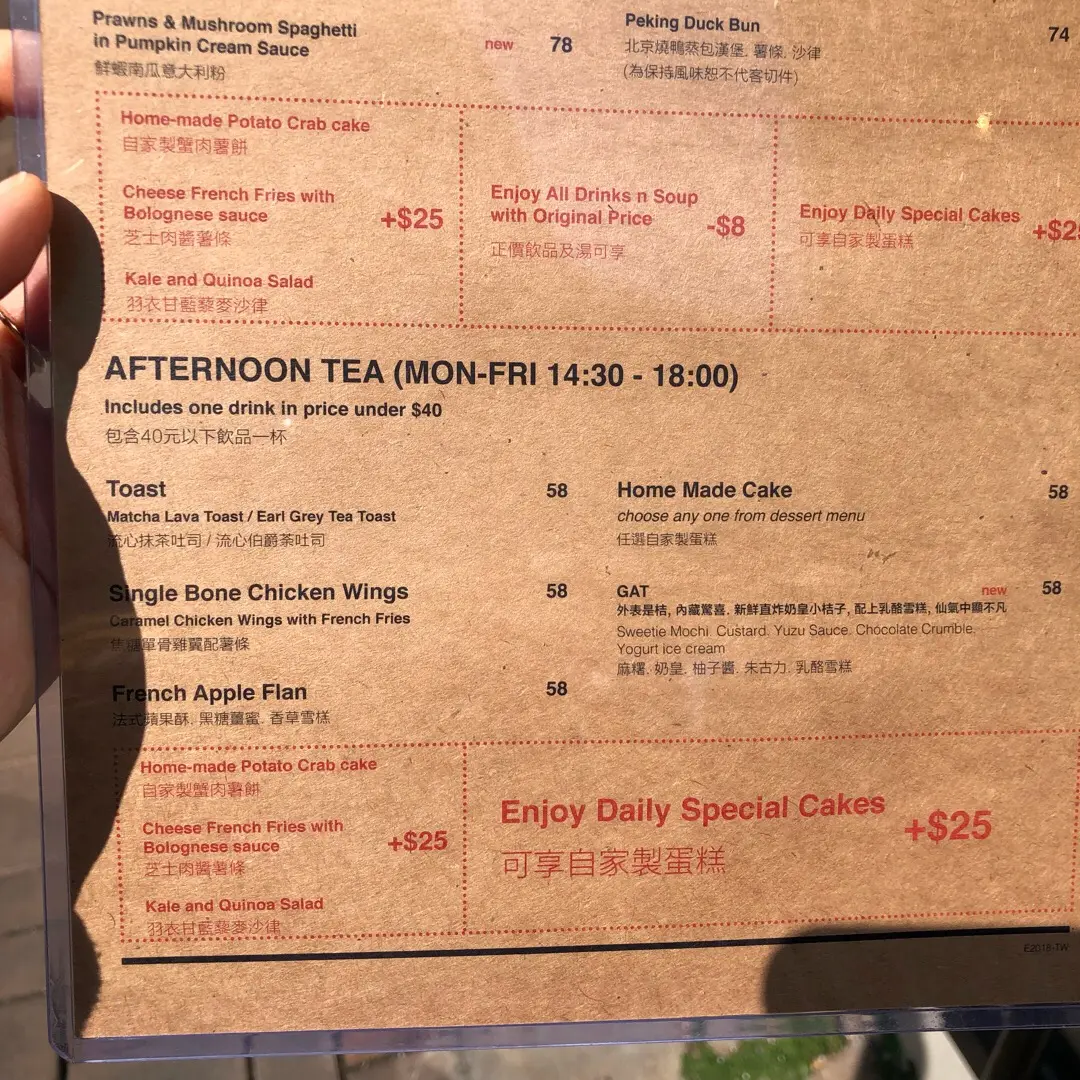 Prawns & Mushroom Spaghetti
in Pumpkin Cream Sauce
new 78
鮮蝦南瓜意大利粉
Peking Duck Bun 74
北京燒鴨蒸包漢堡. 薯條. 沙律
(為保持風味恕不代客切件)
Home-made Potato Crab cake
自家製蟹肉薯餅
Cheese French Fries with
Bolognese sauce
+$25
芝士肉醬薯條
Kale and Quinoa Salad
羽衣甘藍藜麥沙律
Enjoy All Drinks n Soup
with Original Price
-$8
正價飲品及湯可享
Enjoy Daily Special Cakes
可享自家製蛋糕
AFTERNOON TEA (MON-FRI 14:30 - 18:00)
Includes one drink in price under $40
包含40元以下飲品一杯
Toast 58
Matcha Lava Toast / Earl Grey Tea Toast
流心抹茶吐司 / 流心伯爵茶吐司
Single Bone Chicken Wings 58
Caramel Chicken Wings with French Fries
焦糖單骨雞翼配薯條
French Apple Flan 58
法式蘋果酥. 黑糖薑蜜. 香草雪糕
Home Made Cake 58
choose any one from dessert menu
任選自家製蛋糕
GAT new 58
外表是桔, 內藏驚喜. 新鮮直炸奶皇小桔子, 配上乳酪雪糕, 仙氣中顯不凡
Sweetie Mochi. Custard. Yuzu Sauce. Chocolate Crumble.
Yogurt ice cream
麻糬. 奶皇. 柚子醬. 朱古力. 乳酪雪糕
Home-made Potato Crab cake
自家製蟹肉薯餅
Cheese French Fries with
Bolognese sauce
+$25
芝士肉醬薯條
Kale and Quinoa Salad
羽衣甘藍藜麥沙律
Enjoy Daily Special Cakes +$25
可享自家製蛋糕
E2018-TW